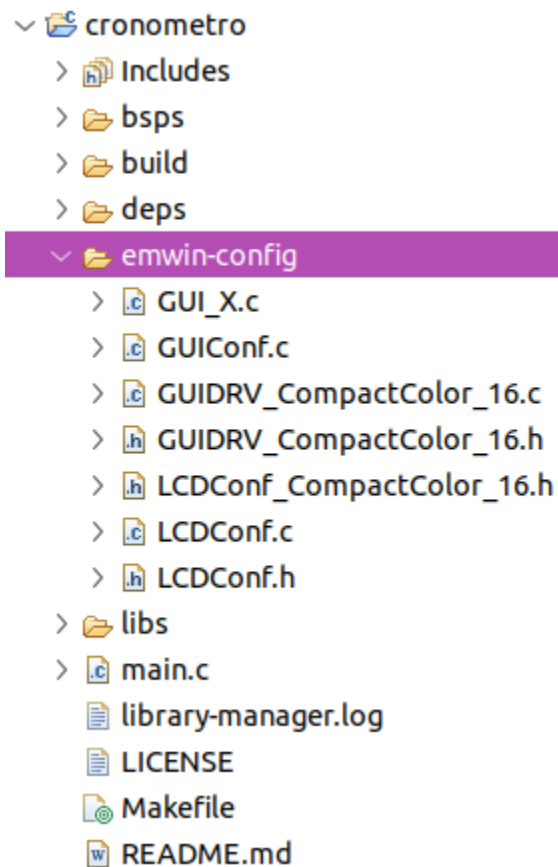 cronometro
Includes
bsps
build
deps
emwin-config
GUI_X.c
GUIConf.c
GUIDRV_CompactColor_16.c
GUIDRV_CompactColor_16.h
LCDConf_CompactColor_16.h
LCDConf.c
LCDConf.h
libs
main.c
library-manager.log
LICENSE
Makefile
README.md